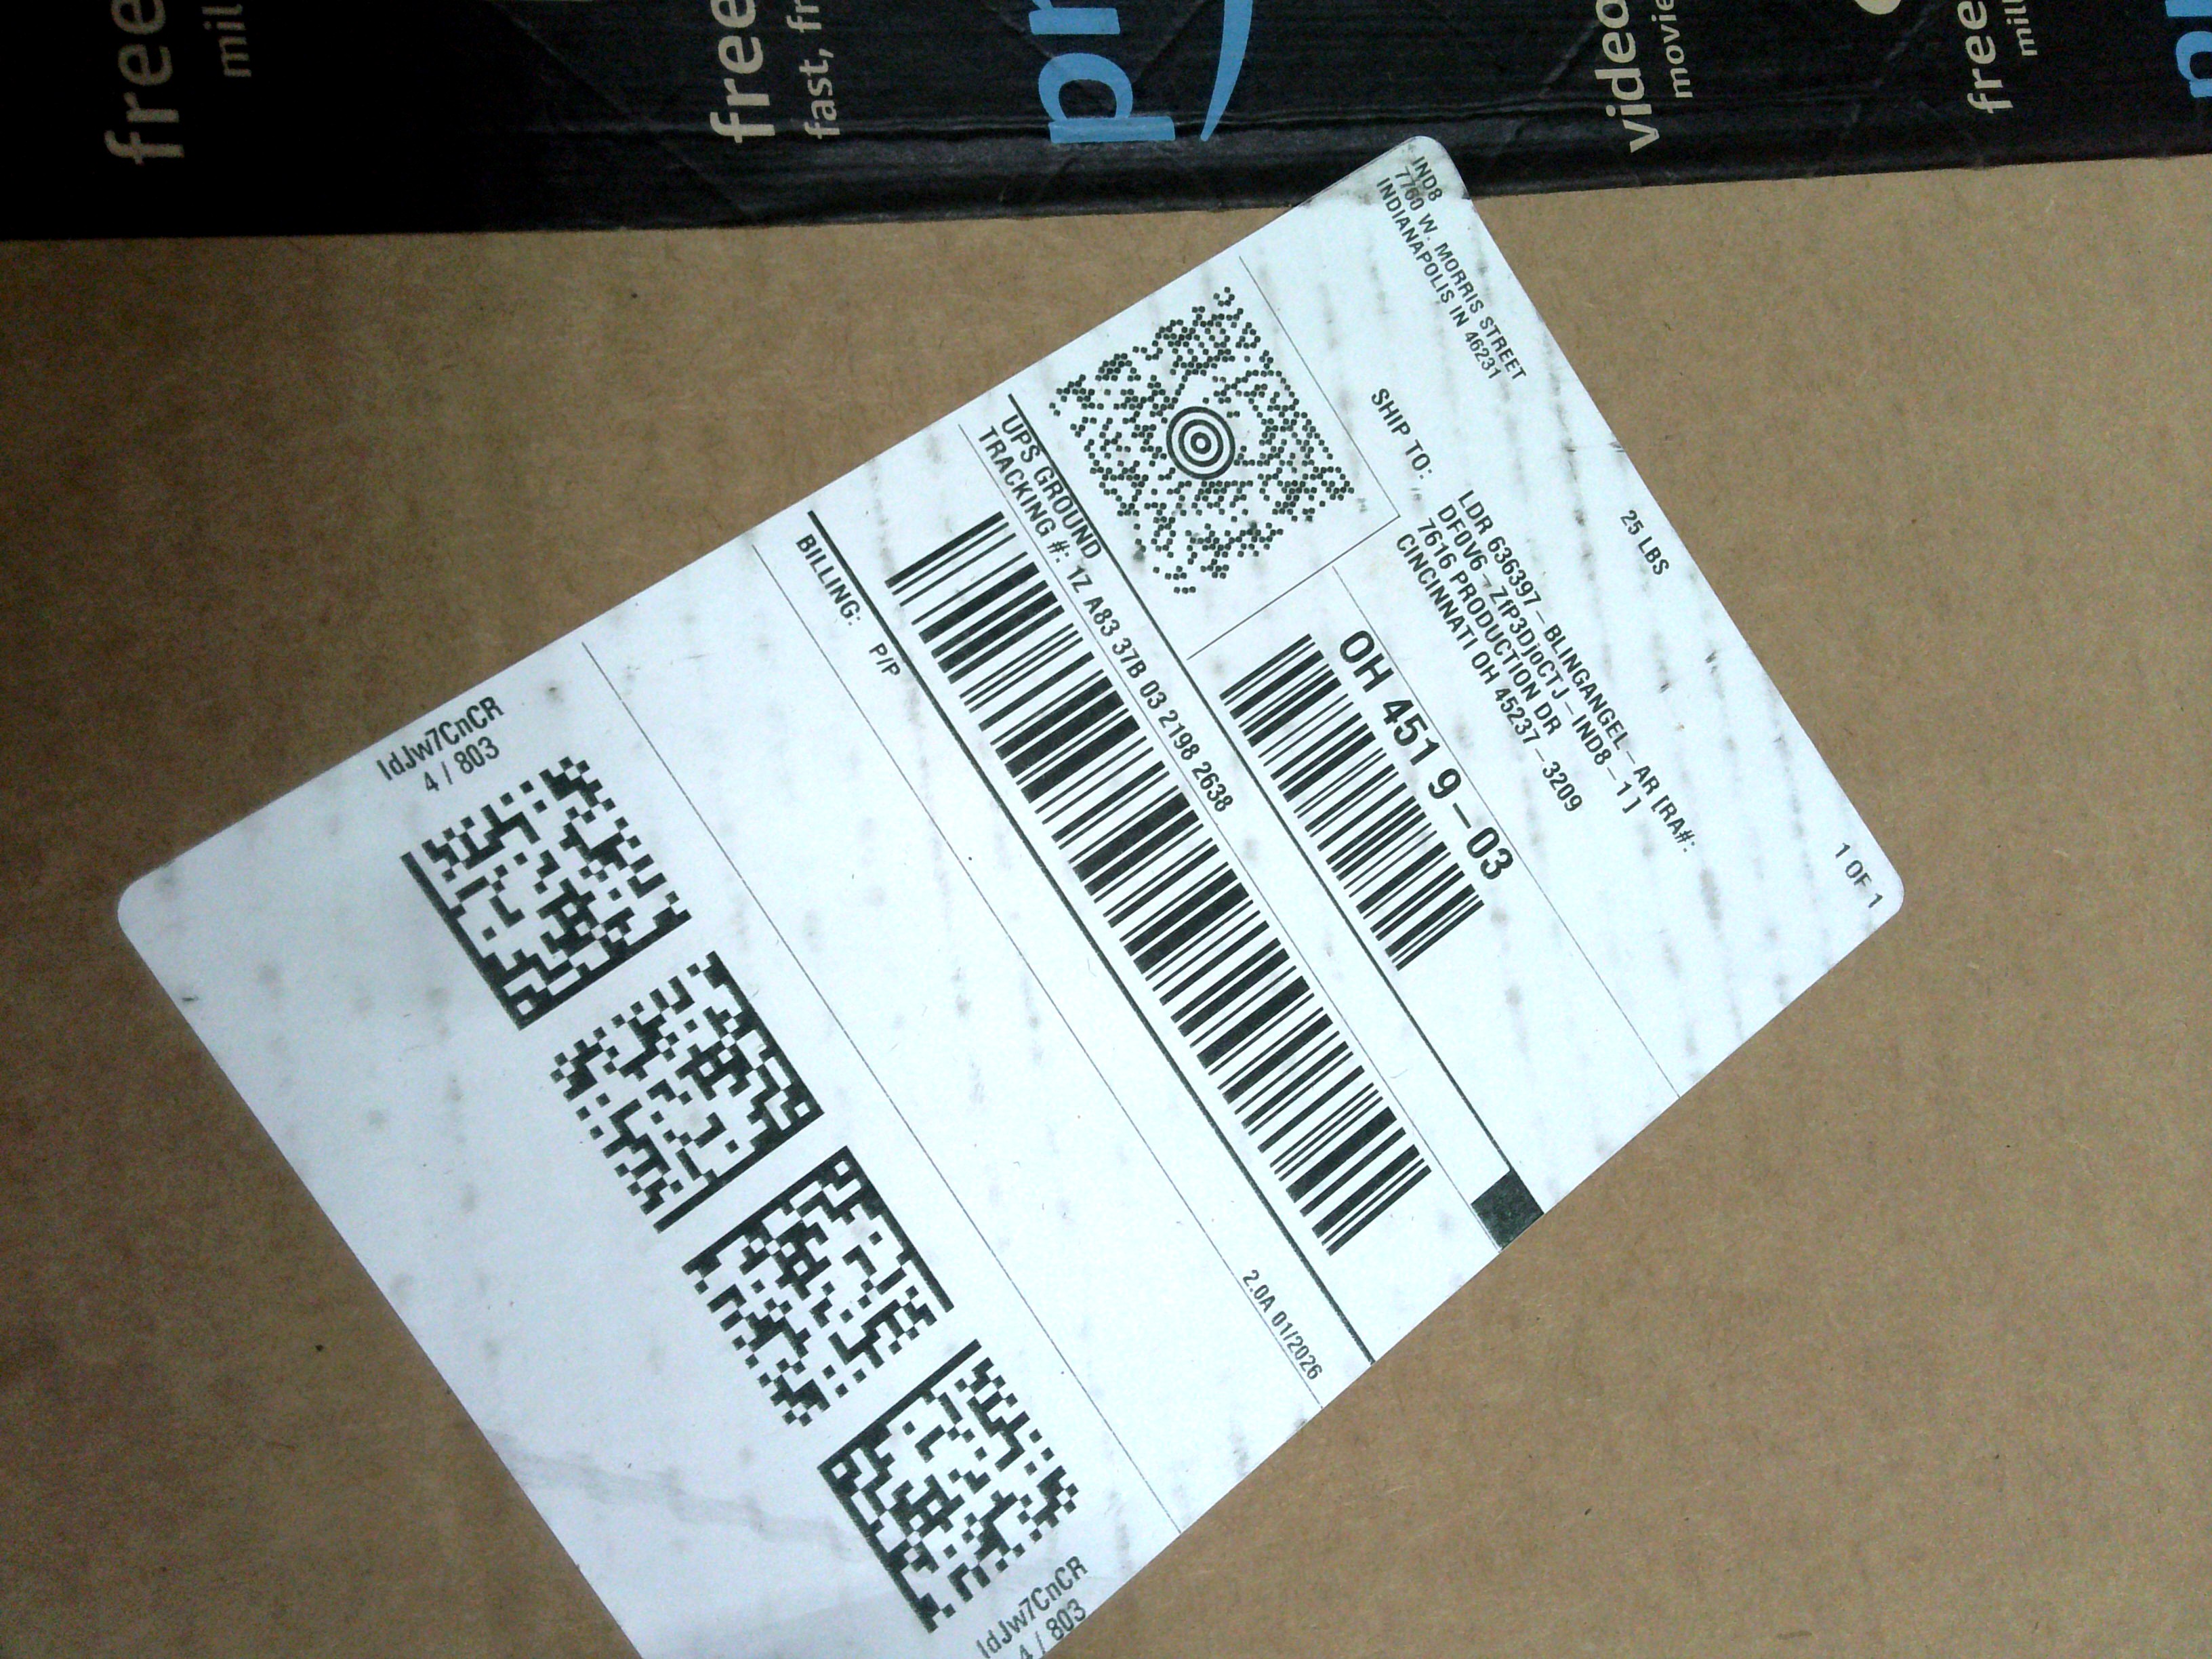 free
mil
free
fast, fr
pr
video
movie
free
mill
IND8
7760 W. MORRIS STREET
INDIANAPOLIS IN 46231
25 LBS
1 OF 1
SHIP TO:
LDR 636397-BLINGANGEL-AR [RA#:
DF0V6-ZfP3DJ0CTJ-IND8-1]
7616 PRODUCTION DR
CINCINNATI OH 45237-3209
OH 451 9-03
UPS GROUND
TRACKING #: 1Z A83 37B 03 2198 2638
BILLING: P/P
2.0A 01/2026
IdJw7CnCR
4 / 803
IdJw7CnCR
4 / 803